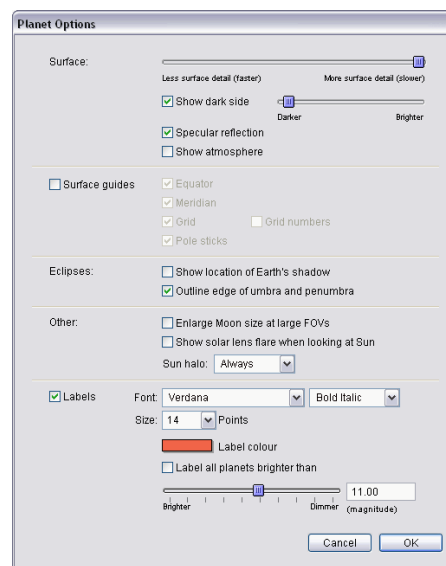 Planet Options
Surface:
Less surface detail (faster) More surface detail (slower)
Show dark side
Darker Brighter
Specular reflection
Show atmosphere
Surface guides Equator
Meridian
Grid Grid numbers
Pole sticks
Eclipses: Show location of Earth's shadow
Outline edge of umbra and penumbra
Other: Enlarge Moon size at large FOVs
Show solar lens flare when looking at Sun
Sun halo: Always
Labels Font: Verdana Bold Italic
Size: 14 Points
Label colour
Label all planets brighter than
11.00
Brighter Dimmer (magnitude)
Cancel OK